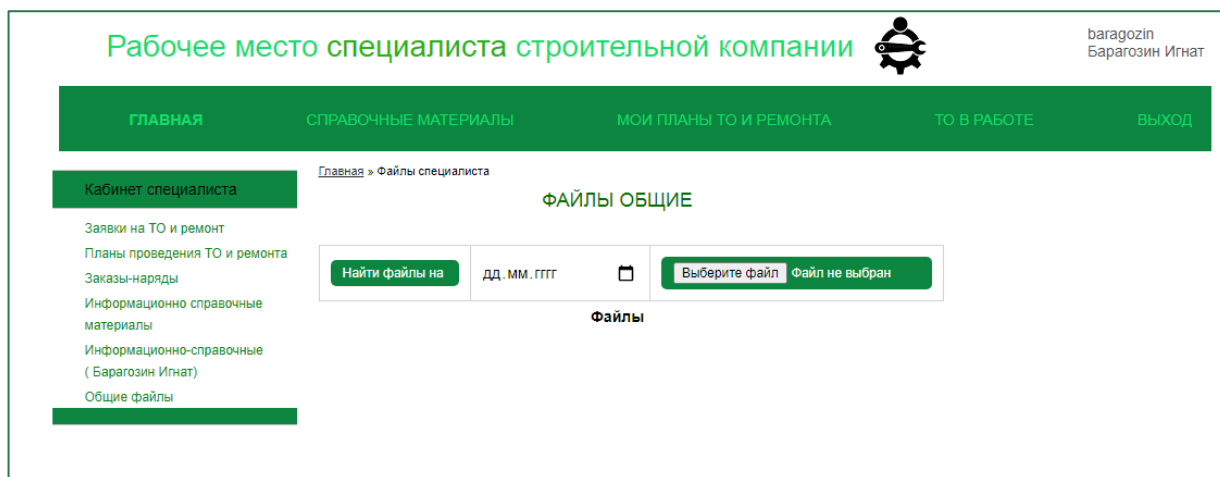 Рабочее место специалиста строительной компании
baragozin
Барагозин Игнат
ГЛАВНАЯ СПРАВОЧНЫЕ МАТЕРИАЛЫ МОИ ПЛАНЫ ТО И РЕМОНТА ТО В РАБОТЕ ВЫХОД
Кабинет специалиста
Заявки на ТО и ремонт
Планы проведения ТО и ремонта
Заказы-наряды
Информационно справочные
материалы
Информационно-справочные
( Барагозин Игнат)
Общие файлы
Главная » Файлы специалиста
ФАЙЛЫ ОБЩИЕ
Найти файлы на дд.мм.гггг Выберите файл Файл не выбран
Файлы